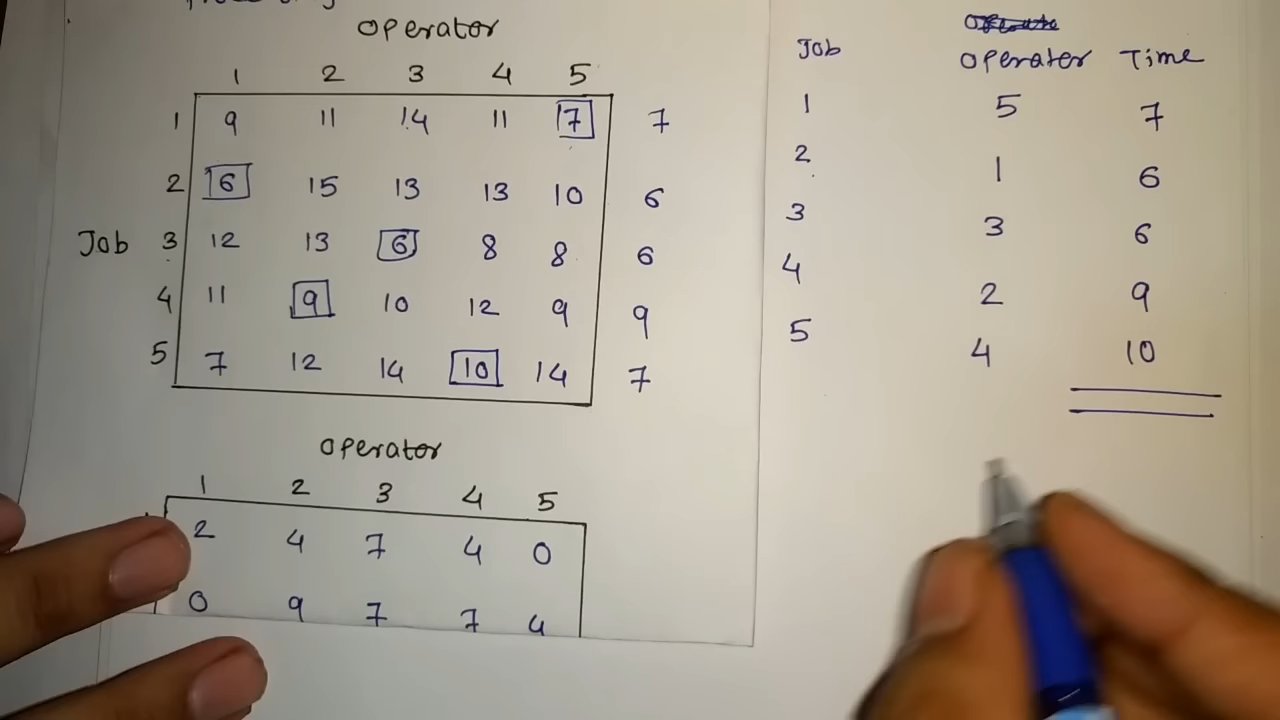 Operator
1 2 3 4 5
1 9 11 14 11 7 7
2 6 15 13 13 10 6
Job 3 12 13 6 8 8 6
4 11 9 10 12 9 9
5 7 12 14 10 14 7
Operator
1 2 3 4 5
2 4 7 4 0
0 9 7 7 4
Job Operator Time
1 5 7
2 1 6
3 3 6
4 2 9
5 4 10